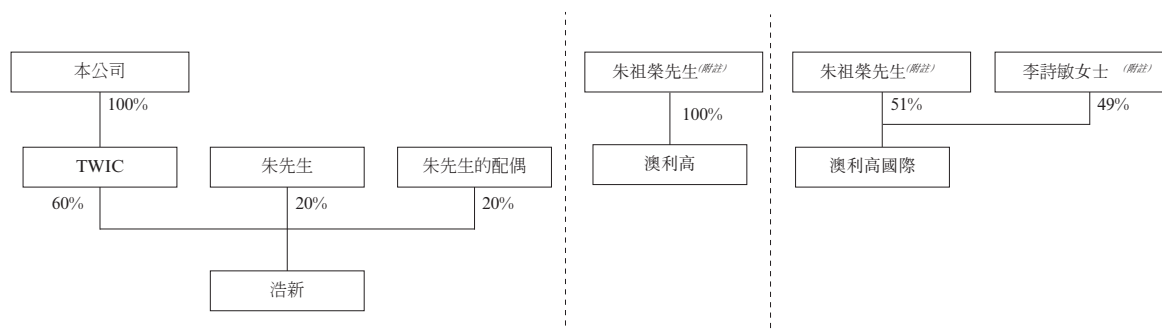 本公司
朱祖榮先生(附註)
朱祖榮先生(附註)
李詩敏女士 (附註)
100%
100%
51%
49%
TWIC
朱先生
朱先生的配偶
澳利高
澳利高國際
60%
20%
20%
浩新